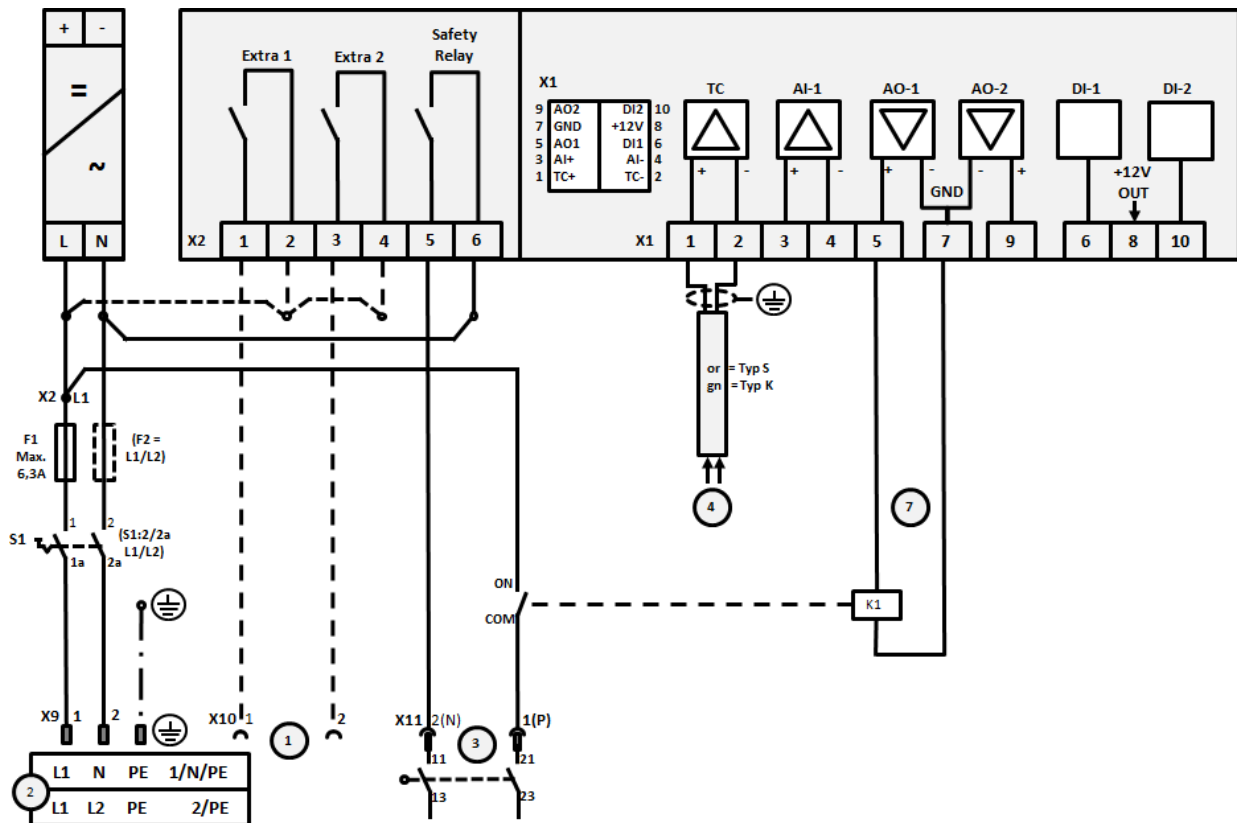 + -
=
~
L N
Extra 1
Extra 2
Safety
Relay
X2 1 2 3 4 5 6
X1
9 AO2 DI2 10
7 GND +12V 8
5 AO1 DI1 6
3 AI+ AI- 4
1 TC+ TC- 2
TC
AI-1
AO-1
AO-2
DI-1
DI-2
+ - + - + - - +
GND
+12V
OUT
X1 1 2 3 4 5 7 9 6 8 10
or = Typ S
gn = Typ K
X2 L1
F1
Max.
6,3A
(F2 =
L1/L2)
4
7
S1
1
2
1a
2a
(S1:2/2a
L1/L2)
ON
COM
K1
X9 1 2
X10 1 2
1
X11 2(N) 1(P)
3
11 21
13 23
2
L1 N PE 1/N/PE
L1 L2 PE 2/PE